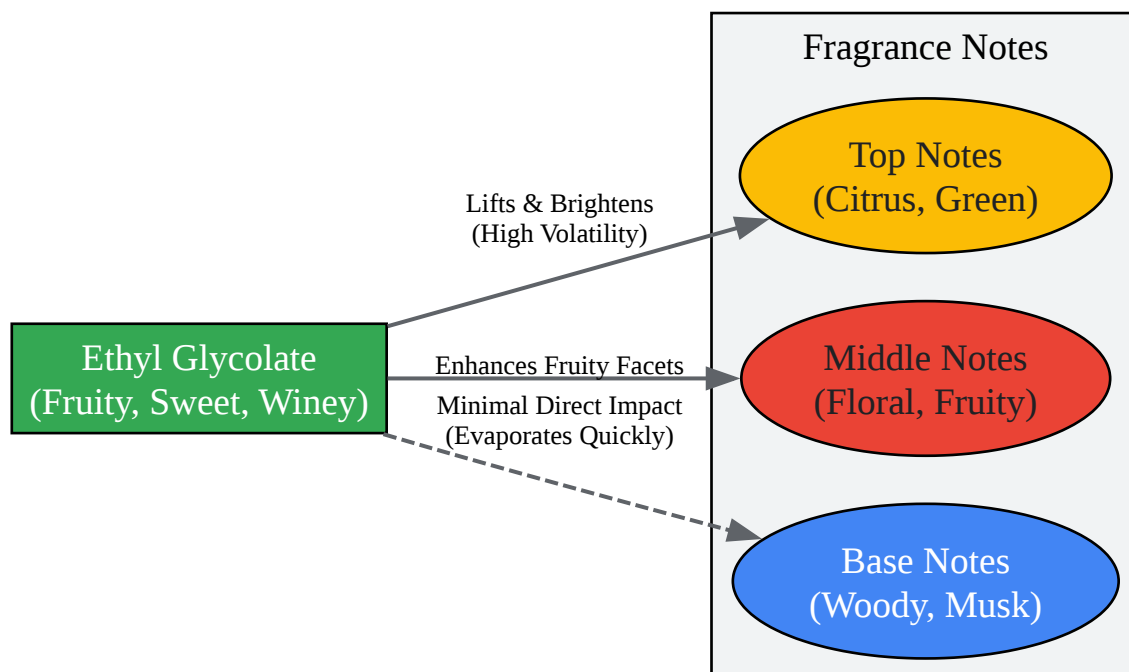 Fragrance Notes
Top Notes
(Citrus, Green)
Lifts & Brightens
(High Volatility)
Ethyl Glycolate
(Fruity, Sweet, Winey)
Enhances Fruity Facets
Middle Notes
(Floral, Fruity)
Minimal Direct Impact
(Evaporates Quickly)
Base Notes
(Woody, Musk)